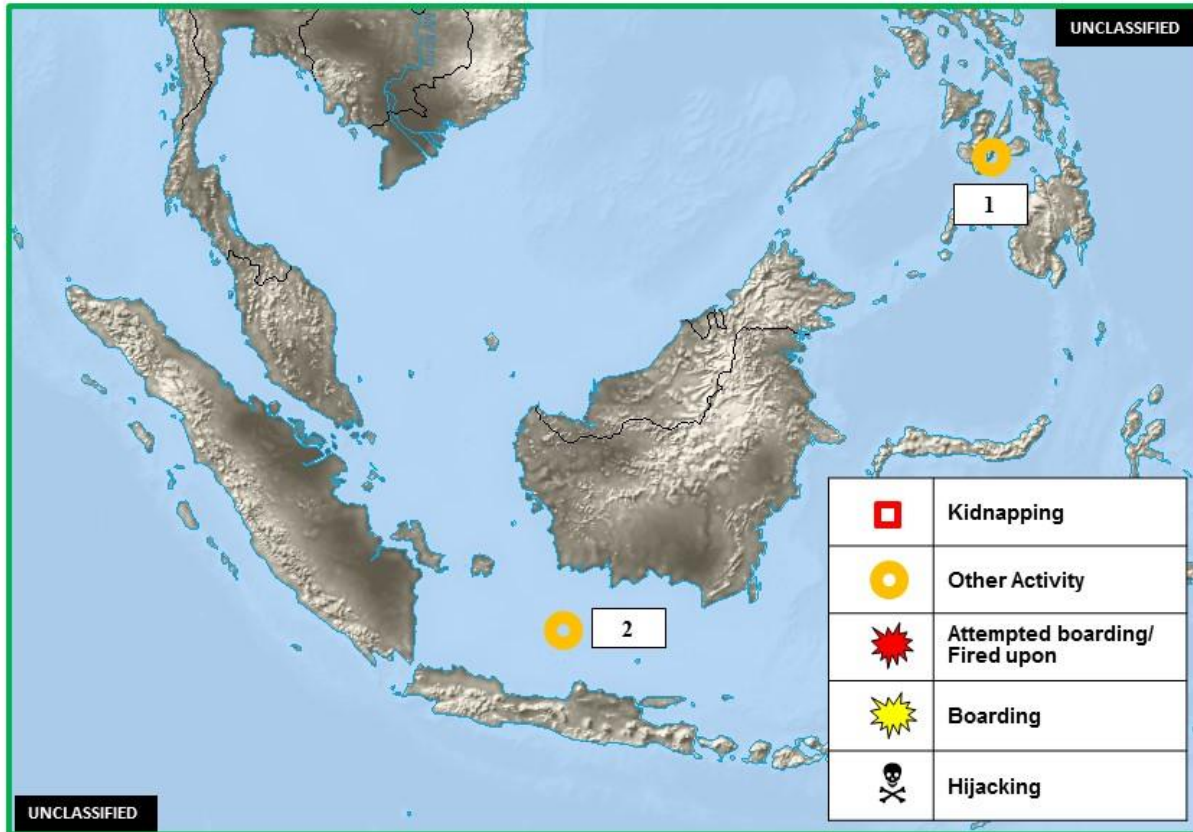 UNCLASSIFIED
1
2
Kidnapping
Other Activity
Attempted boarding/
Fired upon
Boarding
Hijacking
UNCLASSIFIED